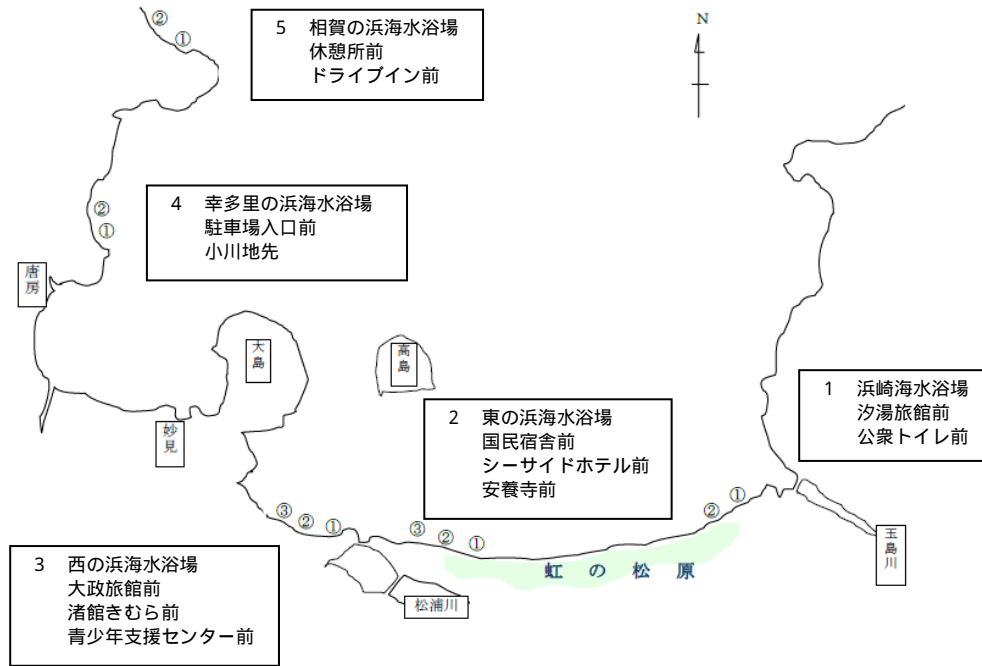 ②
①
5 相賀の浜海水浴場
休憩所前
ドライブイン前
N
4 幸多里の浜海水浴場
駐車場入口前
小川地先
②
①
唐房
大島
高島
妙見
1 浜崎海水浴場
汐湯旅館前
公衆トイレ前
2 東の浜海水浴場
国民宿舎前
シーサイドホテル前
安養寺前
③ ② ①
③ ② ①
② ①
玉島川
虹の松原
松浦川
3 西の浜海水浴場
大政旅館前
渚館きむら前
青少年支援センター前